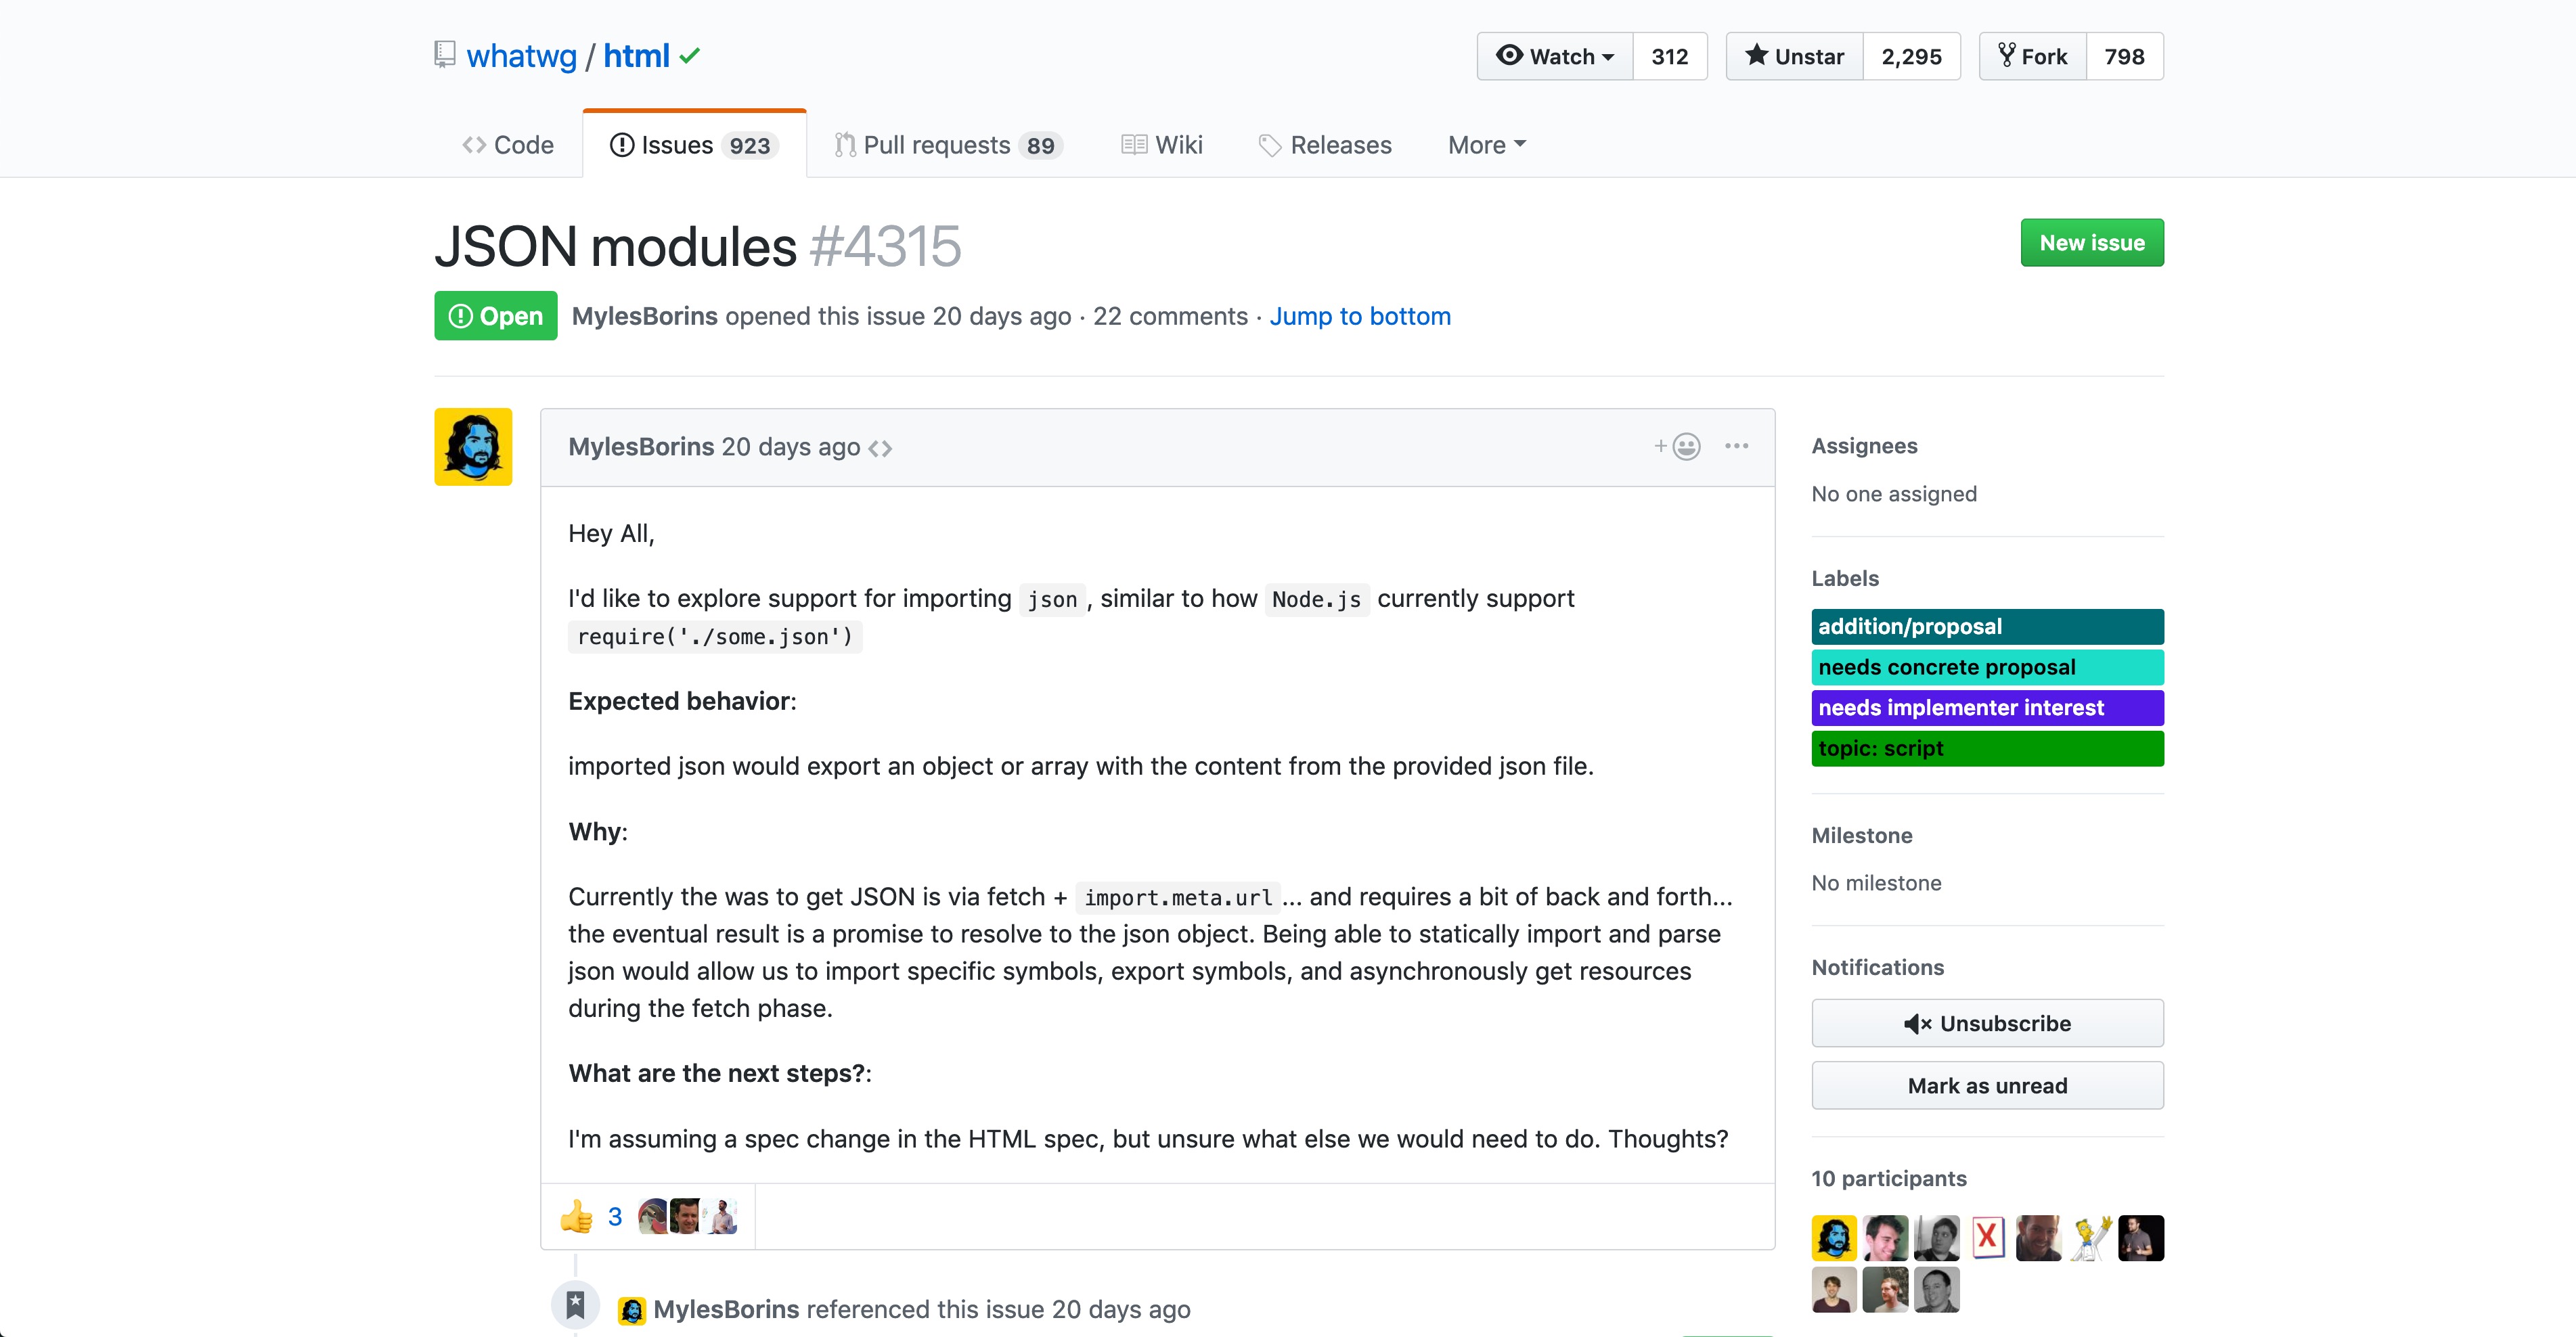 whatwg / html
Watch 312
Unstar 2,295
Fork 798
Code
Issues 923
Pull requests 89
Wiki
Releases
More
JSON modules #4315
New issue
Open MylesBorins opened this issue 20 days ago · 22 comments · Jump to bottom
MylesBorins 20 days ago
Hey All,
I'd like to explore support for importing json , similar to how Node.js currently support
require('./some.json')
Expected behavior:
imported json would export an object or array with the content from the provided json file.
Why:
Currently the was to get JSON is via fetch + import.meta.url ... and requires a bit of back and forth...
the eventual result is a promise to resolve to the json object. Being able to statically import and parse
json would allow us to import specific symbols, export symbols, and asynchronously get resources
during the fetch phase.
What are the next steps?:
I'm assuming a spec change in the HTML spec, but unsure what else we would need to do. Thoughts?
3
MylesBorins referenced this issue 20 days ago
Assignees
No one assigned
Labels
addition/proposal
needs concrete proposal
needs implementer interest
topic: script
Milestone
No milestone
Notifications
Unsubscribe
Mark as unread
10 participants
X